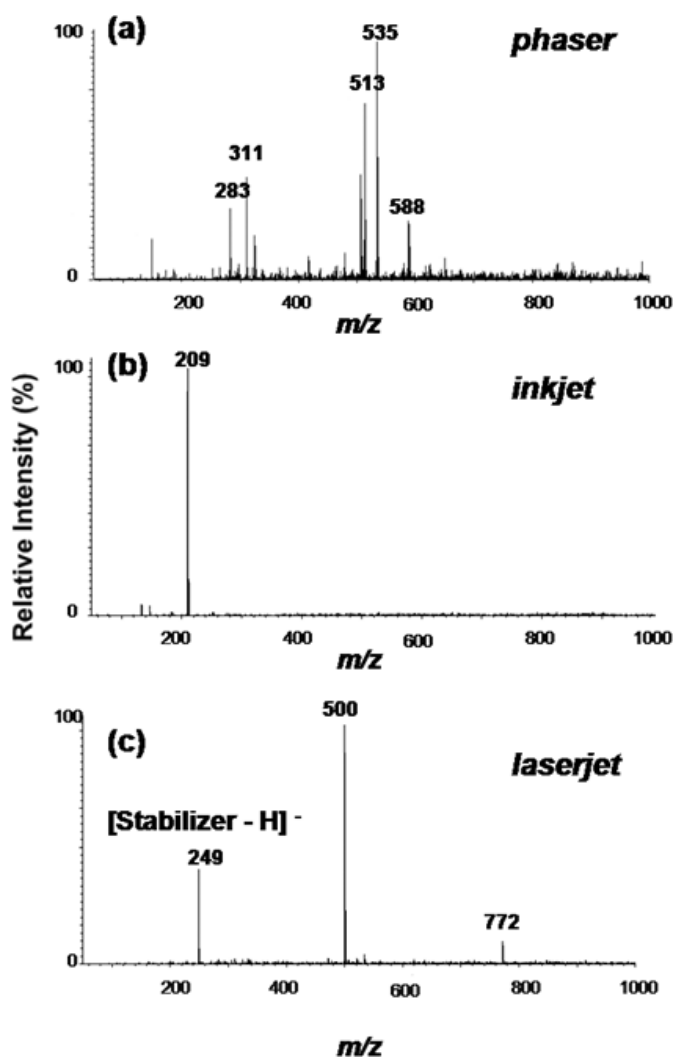 100
(a)
535
phaser
513
311
283
588
0
200
400
600
800
1000
m/z
Relative Intensity (%)
100
(b)
209
inkjet
0
200
400
600
800
1000
m/z
100
(c)
500
laserjet
[Stabilizer - H] -
249
772
0
200
400
600
800
1000
m/z